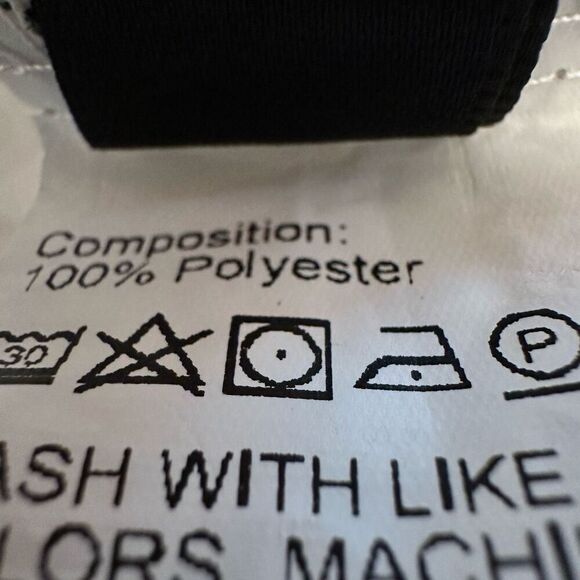 Composition:
100% Polyester
30 P
ASH WITH LIKE
LORS MACHI